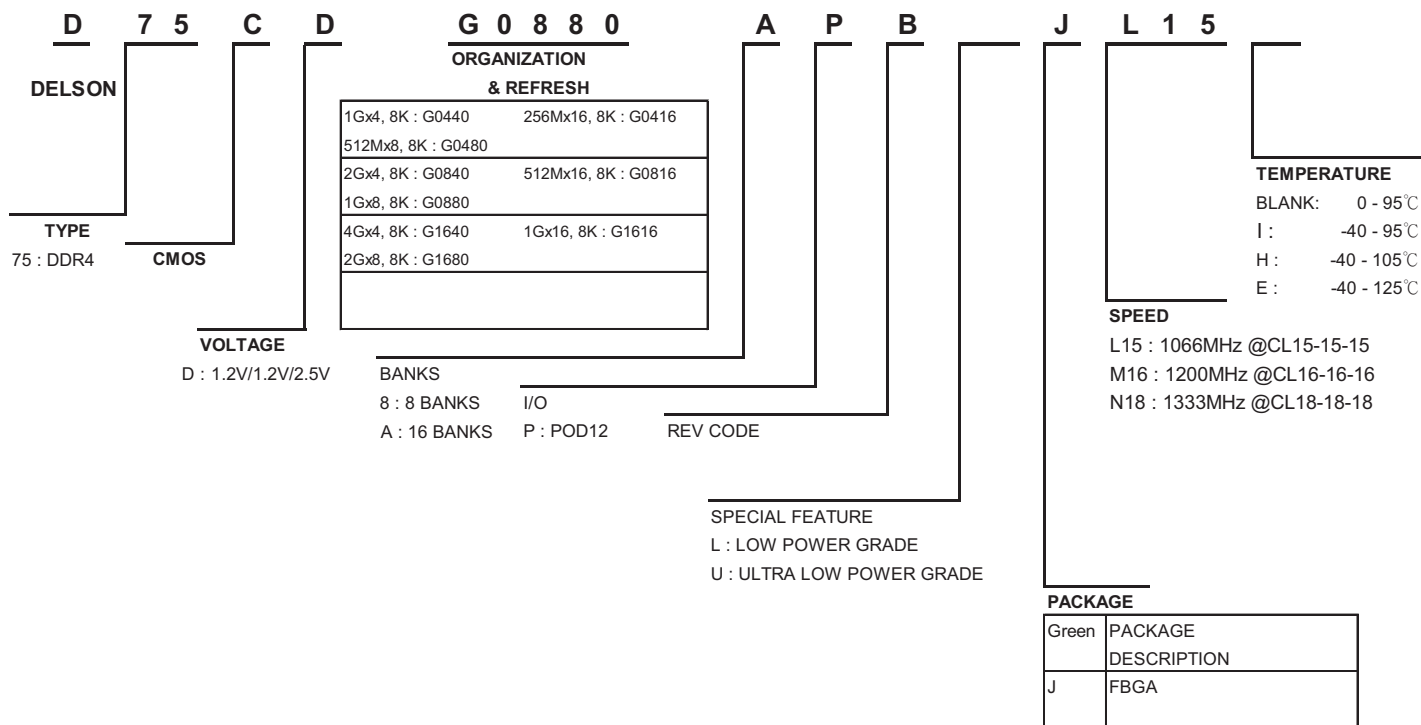 D 7 5 C D G 0 8 8 0 A P B J L 1 5
DELSON
ORGANIZATION
& REFRESH
1Gx4, 8K : G0440 256Mx16, 8K : G0416
512Mx8, 8K : G0480
2Gx4, 8K : G0840 512Mx16, 8K : G0816
1Gx8, 8K : G0880
4Gx4, 8K : G1640 1Gx16, 8K : G1616
2Gx8, 8K : G1680
TYPE
75 : DDR4
CMOS
VOLTAGE
D : 1.2V/1.2V/2.5V
BANKS
8 : 8 BANKS
A : 16 BANKS
I/O
P : POD12
REV CODE
SPECIAL FEATURE
L : LOW POWER GRADE
U : ULTRA LOW POWER GRADE
TEMPERATURE
BLANK: 0 - 95℃
I : -40 - 95℃
H : -40 - 105℃
E : -40 - 125℃
SPEED
L15 : 1066MHz @CL15-15-15
M16 : 1200MHz @CL16-16-16
N18 : 1333MHz @CL18-18-18
PACKAGE
Green PACKAGE
DESCRIPTION
J FBGA